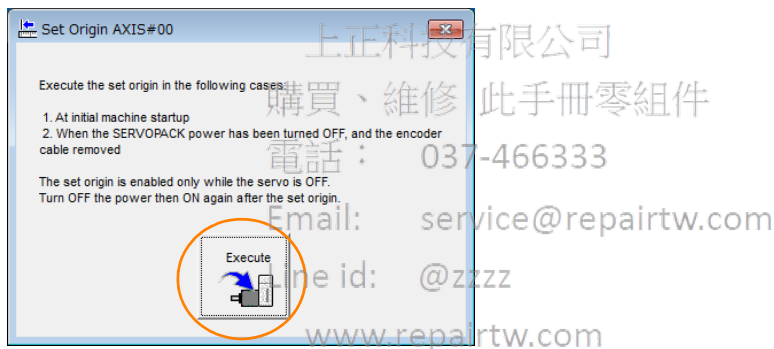 Set Origin AXIS#00
上正科技有限公司
Execute the set origin in the following cases:
購買、維修 此手冊零組件
1. At initial machine startup
2. When the SERVOPACK power has been turned OFF, and the encoder
cable removed
電話： 037-466333
The set origin is enabled only while the servo is OFF.
Turn OFF the power then ON again after the set origin.
Email: service@repairtw.com
Execute
Line id: @zzzz
www.repairtw.com